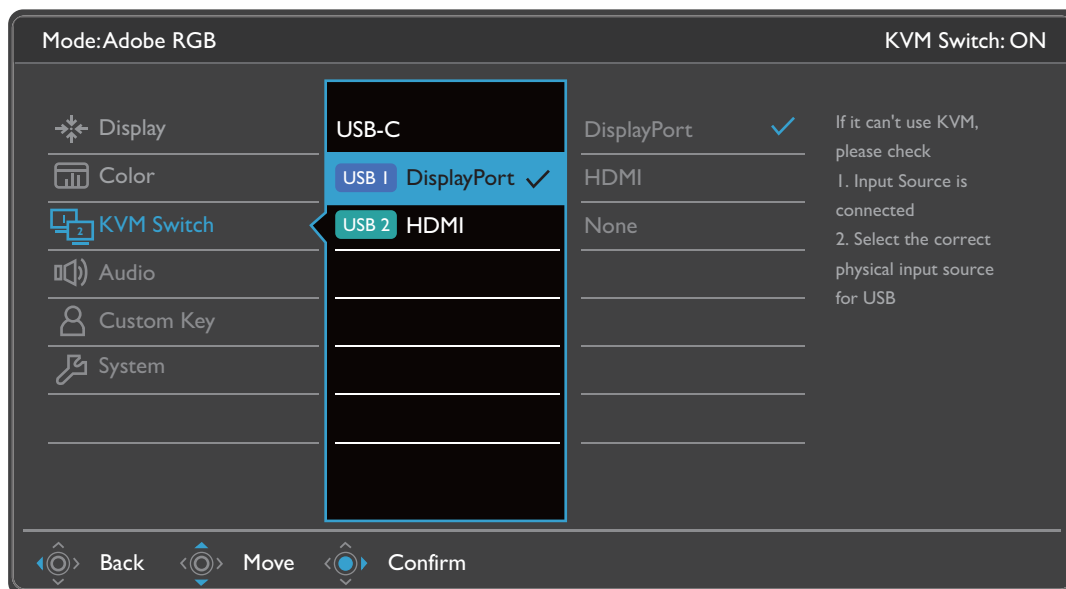 Mode:Adobe RGB
KVM Switch: ON
Display
Color
1
2
KVM Switch
Audio
Custom Key
System
USB-C
USB 1 DisplayPort
USB 2 HDMI
DisplayPort
HDMI
None
If it can't use KVM,
please check
1. Input Source is
connected
2. Select the correct
physical input source
for USB
Back
Move
Confirm